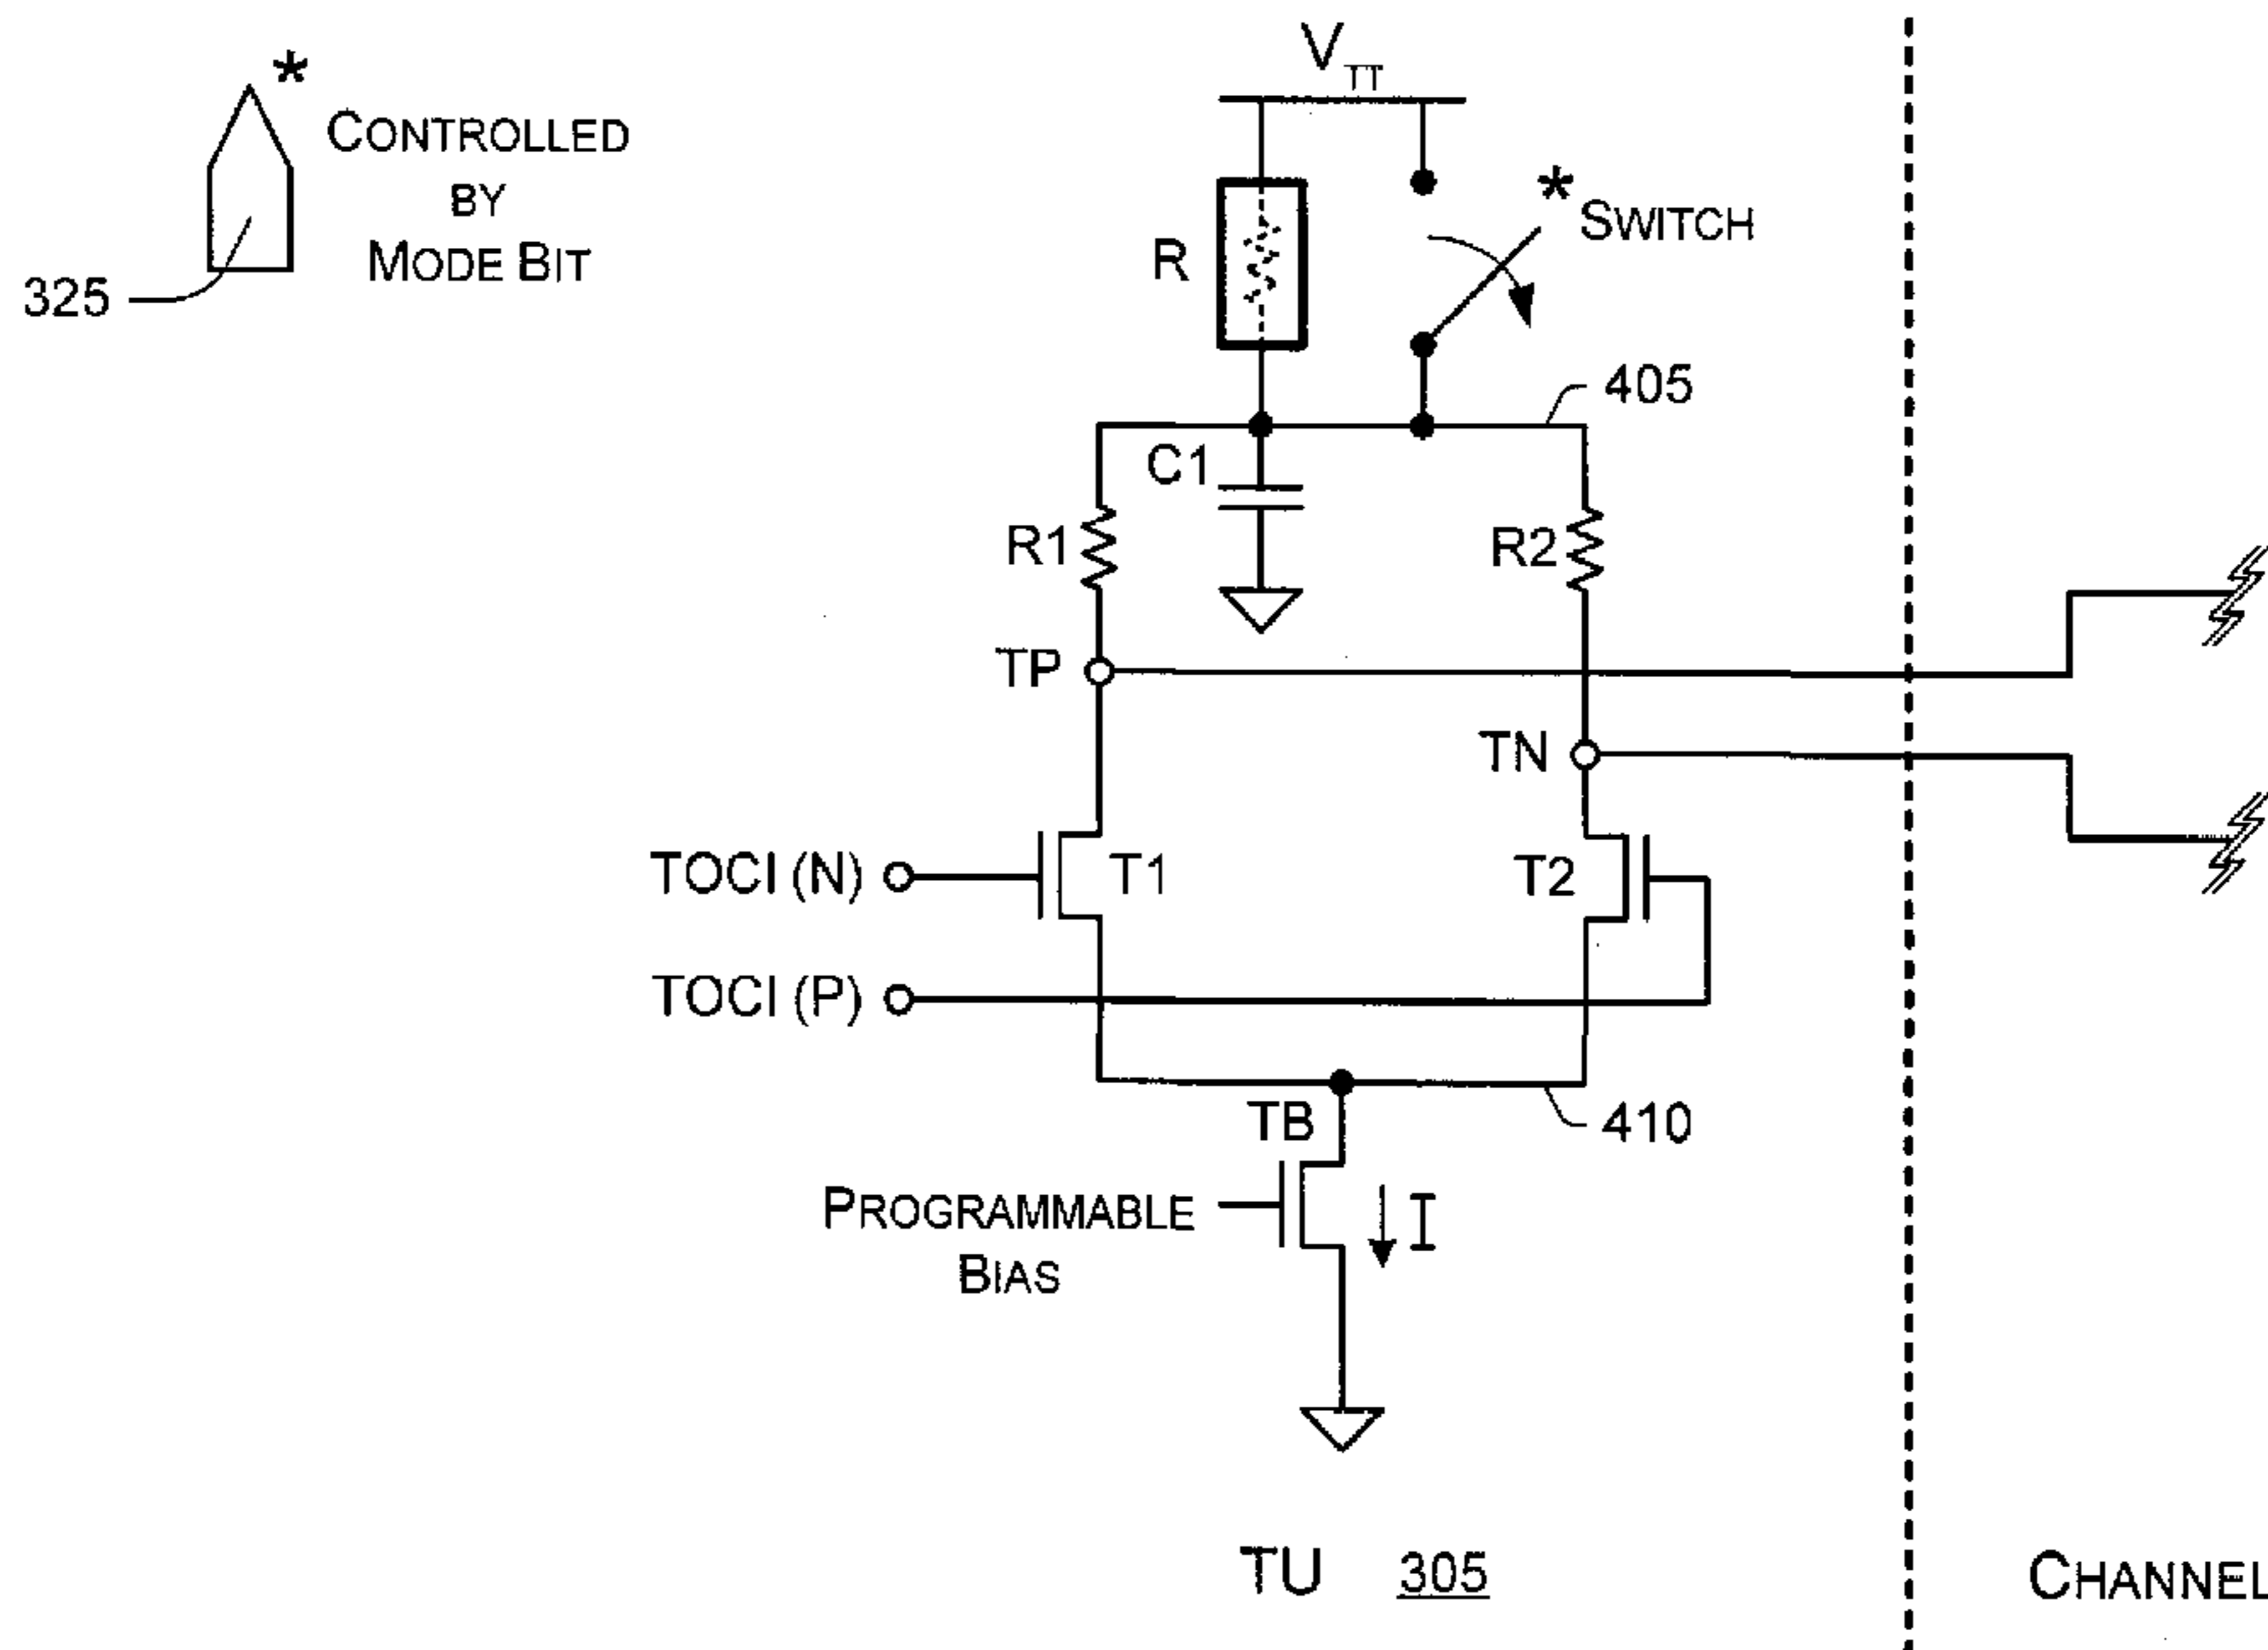 * CONTROLLED
BY
MODE BIT
325
VTT
R
* SWITCH
405
C1
R1
R2
TP
TN
TOCI (N)
T1
T2
TOCI (P)
TB
410
PROGRAMMABLE
BIAS
I
TU 305
CHANNEL